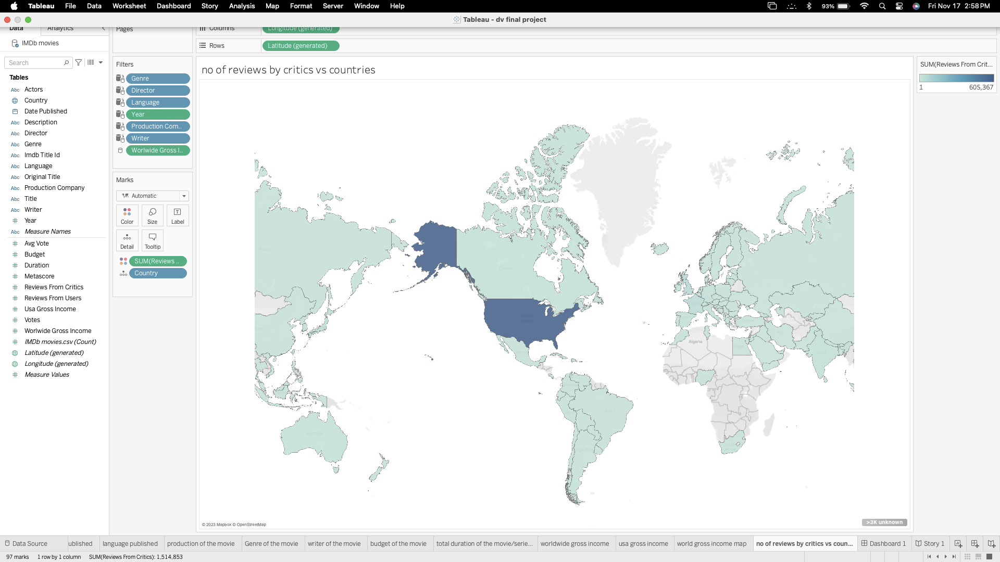 Tableau File Data Worksheet Dashboard Story Analysis Map Format Server Window Help 93% Fri Nov 17 2:58 PM
Tableau - dv final project
Data Analytics
Pages
Columns Longitude (generated)
IMDb movies
Rows Latitude (generated)
Search
Tables
Abc Actors
Country
Date Published
Abc Description
Abc Director
Abc Genre
Abc Imdb Title Id
Abc Language
Abc Original Title
Abc Production Company
Abc Title
Abc Writer
Year
Abc Measure Names
Avg Vote
Budget
Duration
Metascore
Reviews From Critics
Reviews From Users
Usa Gross Income
Votes
Worlwide Gross Income
IMDb movies.csv (Count)
Latitude (generated)
Longitude (generated)
Measure Values
Filters
Genre
Director
Language
Year
Production Com..
Writer
Worlwide Gross I..
Marks
Automatic
Color Size Label
Detail Tooltip
SUM(Reviews ..
Country
no of reviews by critics vs countries
Canada
United
States
Algeria
Brazil
Australia
© 2023 Mapbox © OpenStreetMap
>3K unknown
SUM(Reviews From Crit...
1 605,367
Data Source ublished language published production of the movie Genre of the movie writer of the movie budget of the movie total duration of the movie/serie... worldwide gross income usa gross income world gross income map no of reviews by critics vs coun... Dashboard 1 Story 1
97 marks 1 row by 1 column SUM(Reviews From Critics): 1,514,853